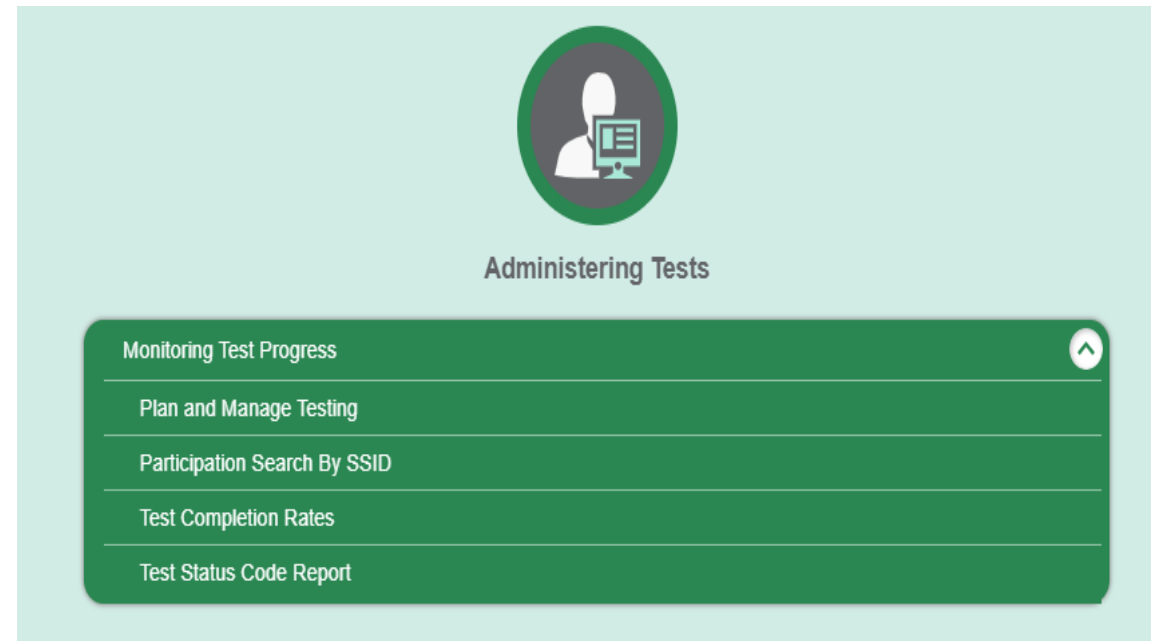 Administering Tests
Monitoring Test Progress
Plan and Manage Testing
Participation Search By SSID
Test Completion Rates
Test Status Code Report